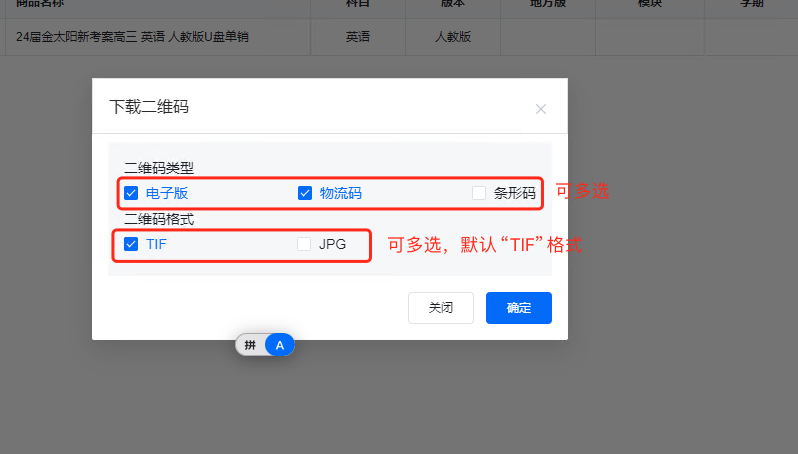 商品名称 科目 版本 地方版 模块 学期
24届金太阳新考案高三 英语 人教版U盘单销 英语 人教版
下载二维码
二维码类型
电子版 物流码 条形码 可多选
二维码格式
TIF JPG 可多选，默认“TIF”格式
关闭 确定
拼 A